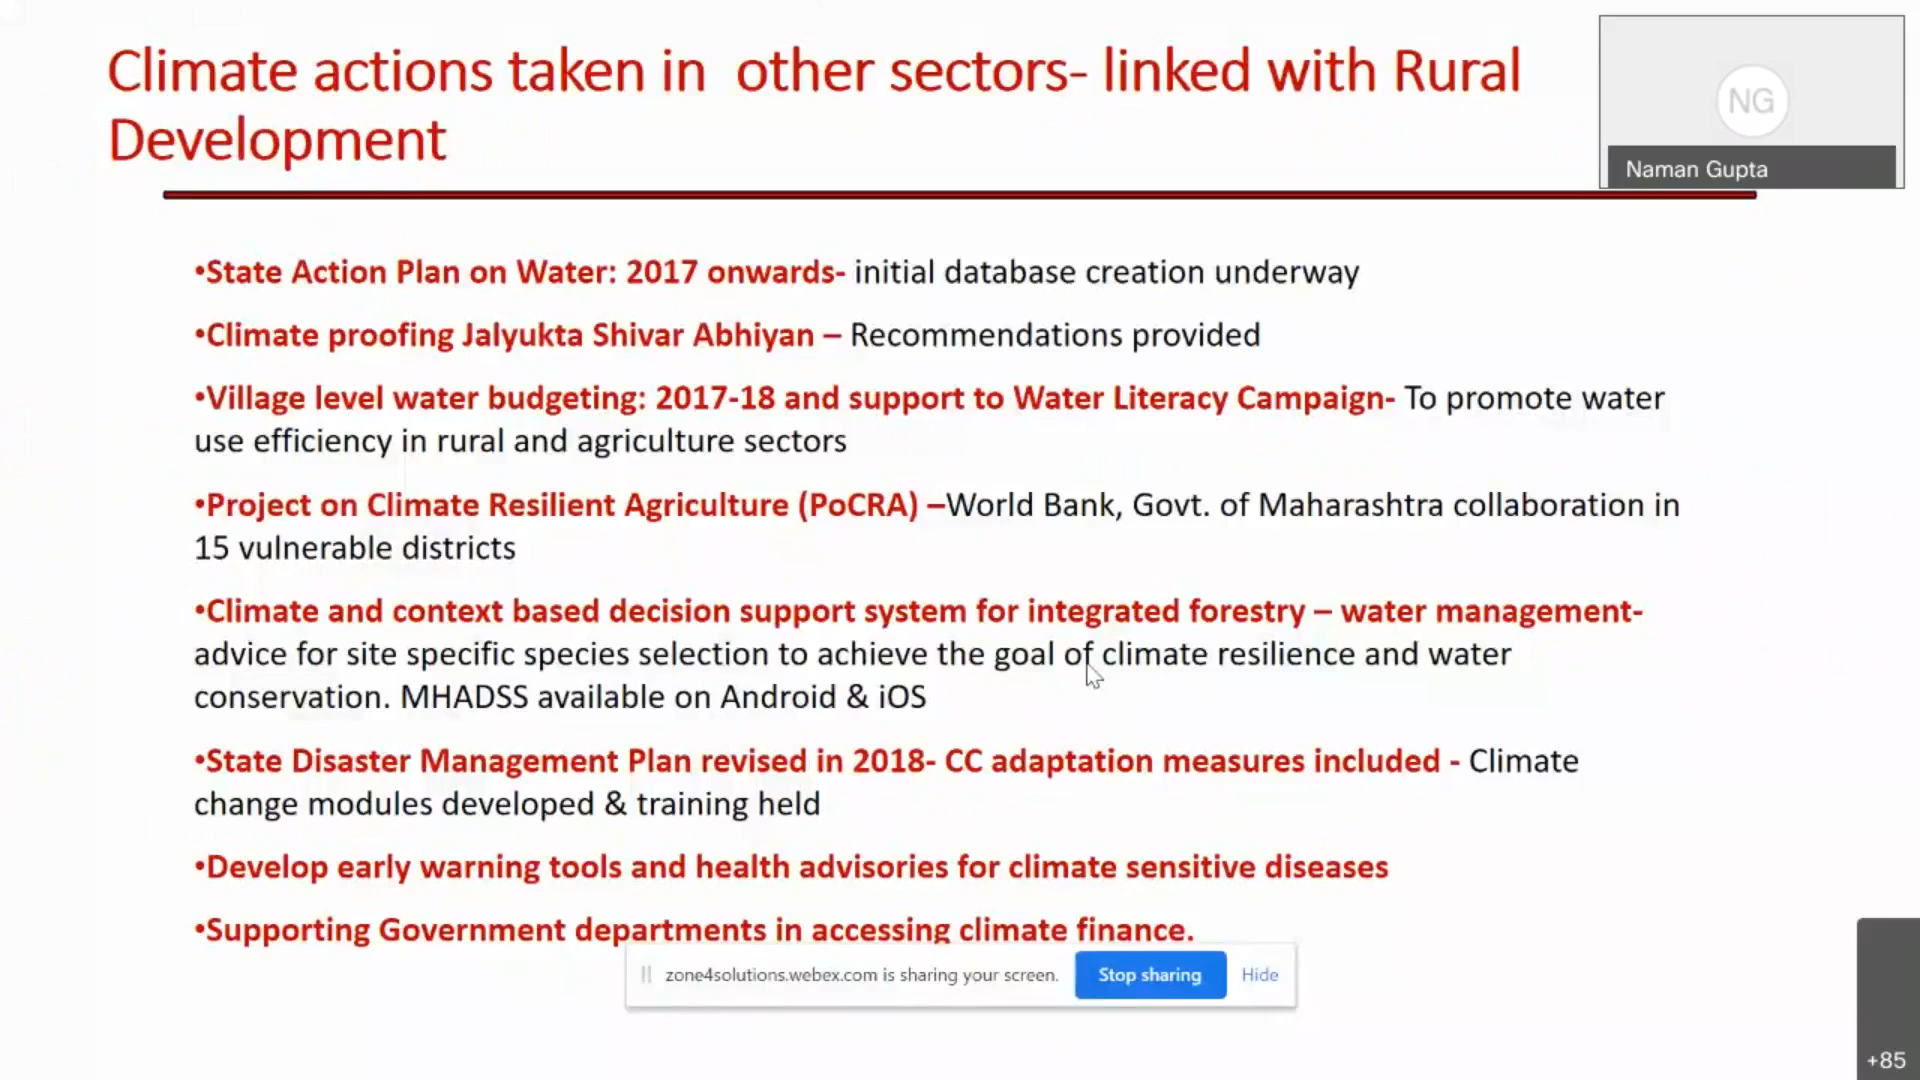 Climate actions taken in  other sectors- linked with Rural
Development
NG
Naman Gupta
•State Action Plan on Water: 2017 onwards- initial database creation underway
•Climate proofing Jalyukta Shivar Abhiyan – Recommendations provided
•Village level water budgeting: 2017-18 and support to Water Literacy Campaign- To promote water
use efficiency in rural and agriculture sectors
•Project on Climate Resilient Agriculture (PoCRA) –World Bank, Govt. of Maharashtra collaboration in
15 vulnerable districts
•Climate and context based decision support system for integrated forestry – water management-
advice for site specific species selection to achieve the goal of climate resilience and water
conservation. MHADSS available on Android & iOS
•State Disaster Management Plan revised in 2018- CC adaptation measures included - Climate
change modules developed & training held
•Develop early warning tools and health advisories for climate sensitive diseases
•Supporting Government departments in accessing climate finance.
zone4solutions.webex.com is sharing your screen. Stop sharing Hide
+85